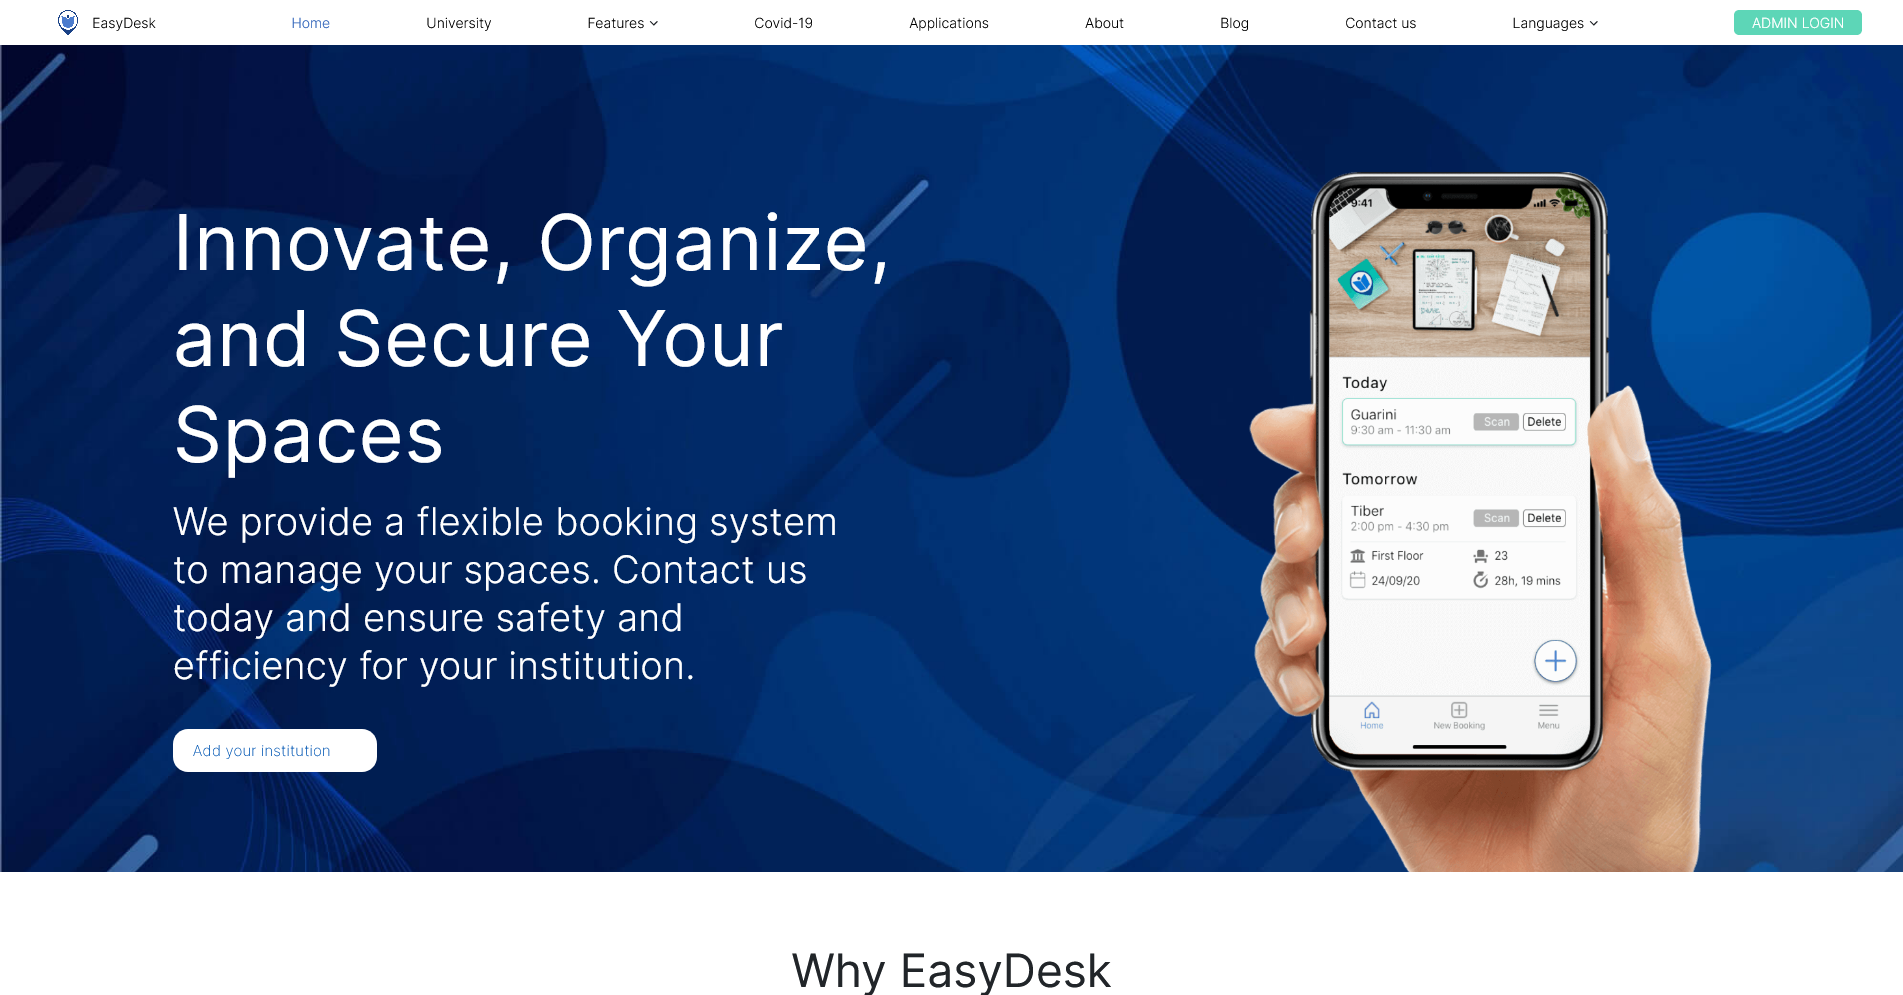 EasyDesk
Home
University
Features
Covid-19
Applications
About
Blog
Contact us
Languages
ADMIN LOGIN
Innovate, Organize,
and Secure Your
Spaces
We provide a flexible booking system
to manage your spaces. Contact us
today and ensure safety and
efficiency for your institution.
Add your institution
9:41
Today
Guarini
9:30 am - 11:30 am
Scan
Delete
Tomorrow
Tiber
2:00 pm - 4:30 pm
Scan
Delete
First Floor
23
24/09/20
28h, 19 mins
Home
New Booking
Menu
Why EasyDesk